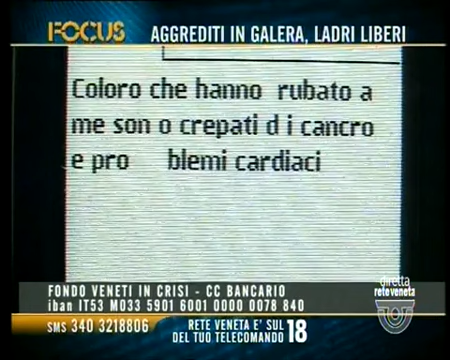 FOCUS AGGREDITI IN GALERA, LADRI LIBERI
Coloro che hanno rubato a
me son o crepati d i cancro
e pro blemi cardiaci
diretta
reteveneta
FONDO VENETI IN CRISI - CC BANCARIO
iban IT53 M033 5901 6001 0000 0078 840
SMS 340 3218806
RETE VENETA E' SUL
DEL TUO TELECOMANDO 18